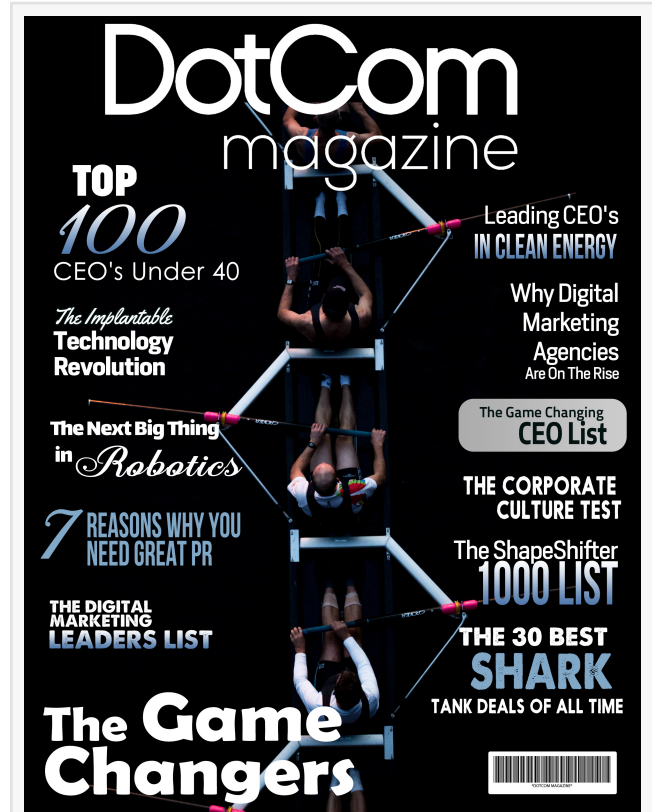 DotCom
magazine
TOP
100
CEO's Under 40
The Implantable
Technology
Revolution
The Next Big Thing
in Robotics
7 REASONS WHY YOU
NEED GREAT PR
THE DIGITAL
MARKETING
LEADERS LIST
The Game
Changers
Leading CEO's
IN CLEAN ENERGY
Why Digital
Marketing
Agencies
Are On The Rise
The Game Changing
CEO List
THE CORPORATE
CULTURE TEST
The ShapeShifter
1000 LIST
THE 30 BEST
SHARK
TANK DEALS OF ALL TIME
*DOTCOM MAGAZINE*